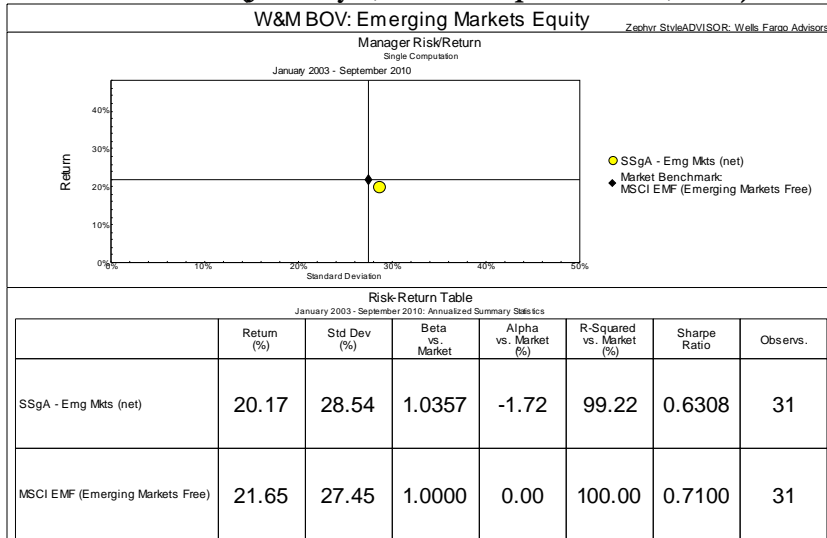 W&M BOV: Emerging Markets Equity
Zephyr StyleADVISOR: Wells Fargo Advisors
Manager Risk/Return
Single Computation
January 2003 - September 2010
40%
30%
20%
10%
0%
Return
0%
10%
20%
30%
40%
50%
Standard Deviation
SSgA - Emg Mkts (net)
Market Benchmark:
MSCI EMF (Emerging Markets Free)
Risk-Return Table
January 2003 - September 2010: Annualized Summary Statistics
Return (%) Std Dev (%) Beta vs. Market Alpha vs. Market (%) R-Squared vs. Market (%) Sharpe Ratio Observs.
SSgA - Emg Mkts (net) 20.17 28.54 1.0357 -1.72 99.22 0.6308 31
MSCI EMF (Emerging Markets Free) 21.65 27.45 1.0000 0.00 100.00 0.7100 31